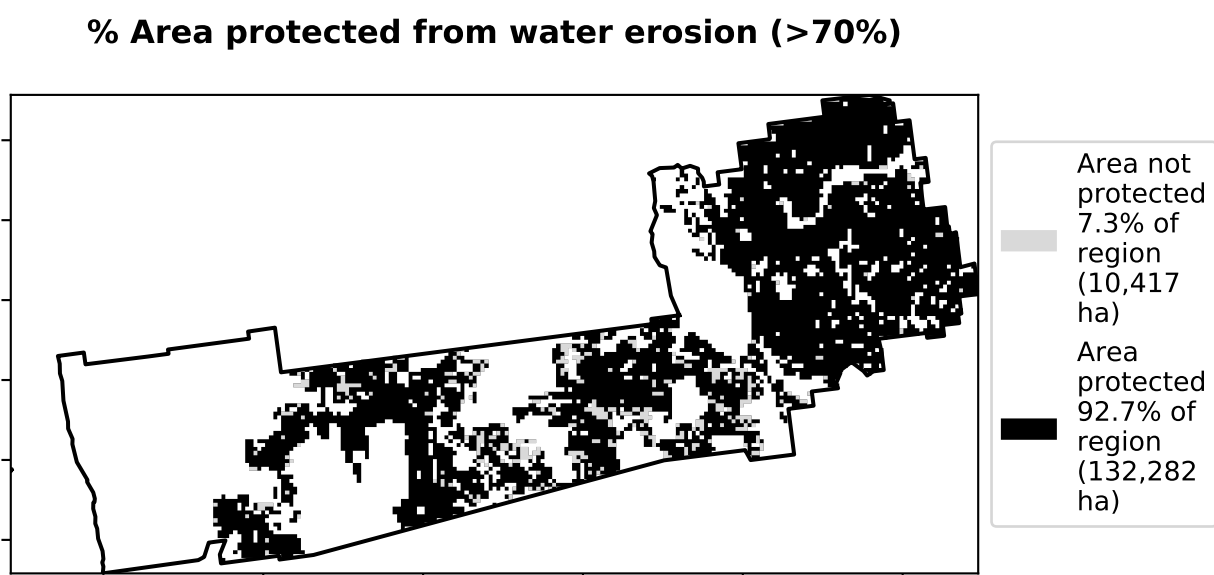 % Area protected from water erosion (>70%)
Area not
protected
7.3% of
region
(10,417
ha)
Area
protected
92.7% of
region
(132,282
ha)